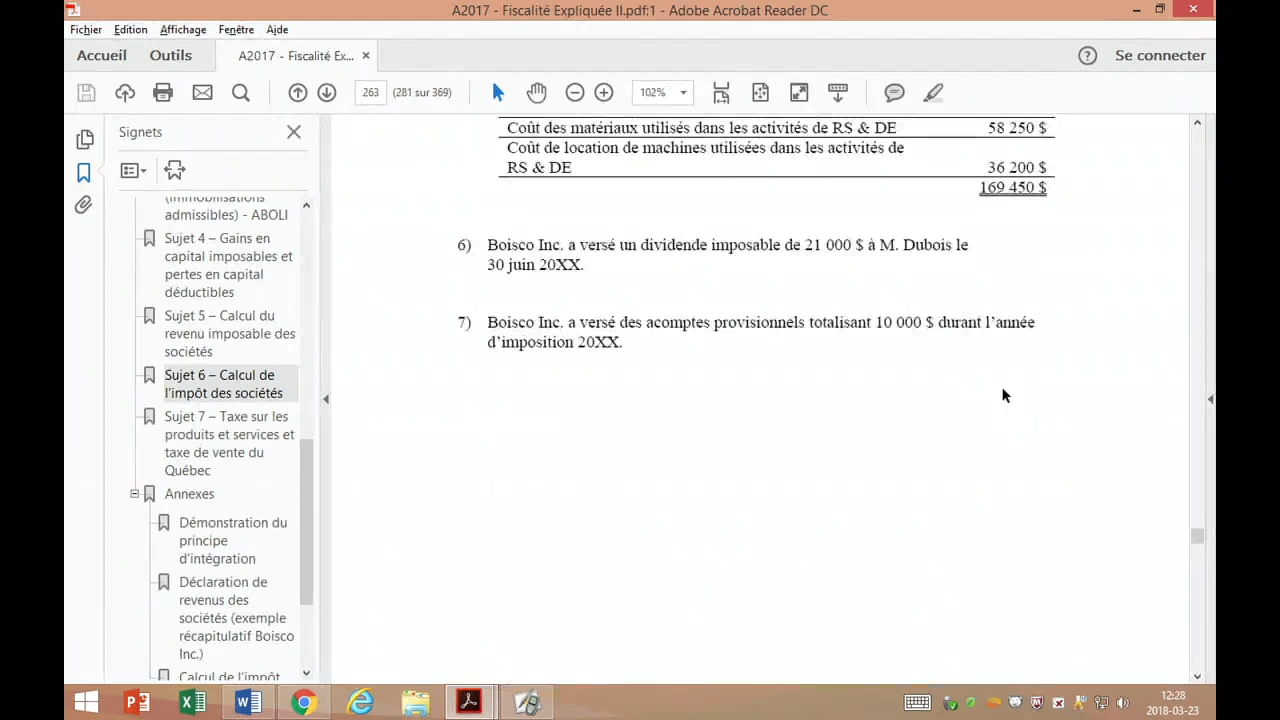 A2017 - Fiscalité Expliquée II.pdf:1 - Adobe Acrobat Reader DC
Fichier Edition Affichage Fenêtre Aide
Accueil Outils A2017 - Fiscalité Ex... × ? Se connecter
263 (281 sur 369) 102%
Signets
(immobilisations
admissibles) - ABOLI
Sujet 4 – Gains en
capital imposables et
pertes en capital
déductibles
Sujet 5 – Calcul du
revenu imposable des
sociétés
Sujet 6 – Calcul de
l'impôt des sociétés
Sujet 7 – Taxe sur les
produits et services et
taxe de vente du
Québec
Annexes
Démonstration du
principe
d'intégration
Déclaration de
revenus des
sociétés (exemple
récapitulatif Boisco
Inc.)
Calcul de l'impôt
Coût des matériaux utilisés dans les activités de RS & DE 58 250 $
Coût de location de machines utilisées dans les activités de
RS & DE 36 200 $
169 450 $
6) Boisco Inc. a versé un dividende imposable de 21 000 $ à M. Dubois le
30 juin 20XX.
7) Boisco Inc. a versé des acomptes provisionnels totalisant 10 000 $ durant l'année
d'imposition 20XX.
12:28
2018-03-23